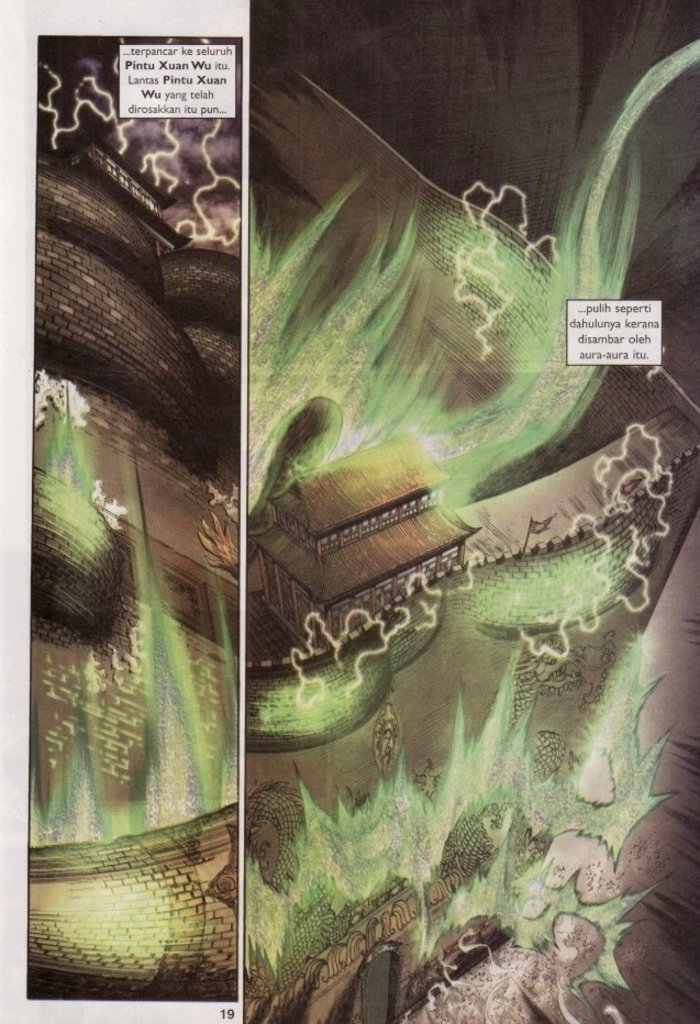 ...terpancar ke seluruh
Pintu Xuan Wu itu.
Lantas Pintu Xuan
Wu yang telah
dirosakkan itu pun...
...pulih seperti
dahulunya kerana
disambar oleh
aura-aura itu.
19